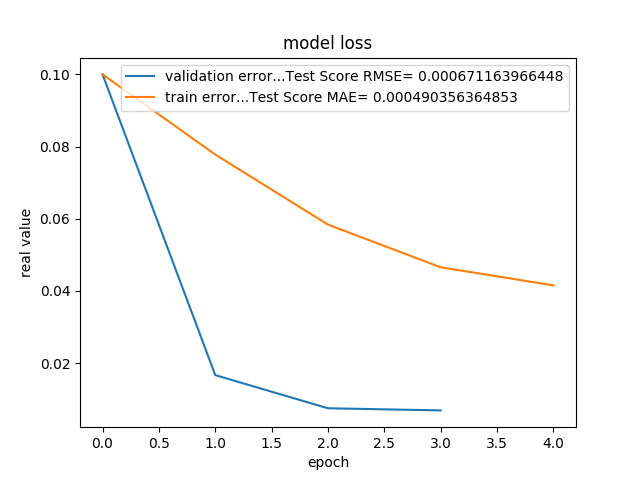 model loss
validation error...Test Score RMSE= 0.000671163966448
train error...Test Score MAE= 0.000490356364853
0.10
0.08
0.06
0.04
0.02
real value
0.0 0.5 1.0 1.5 2.0 2.5 3.0 3.5 4.0
epoch